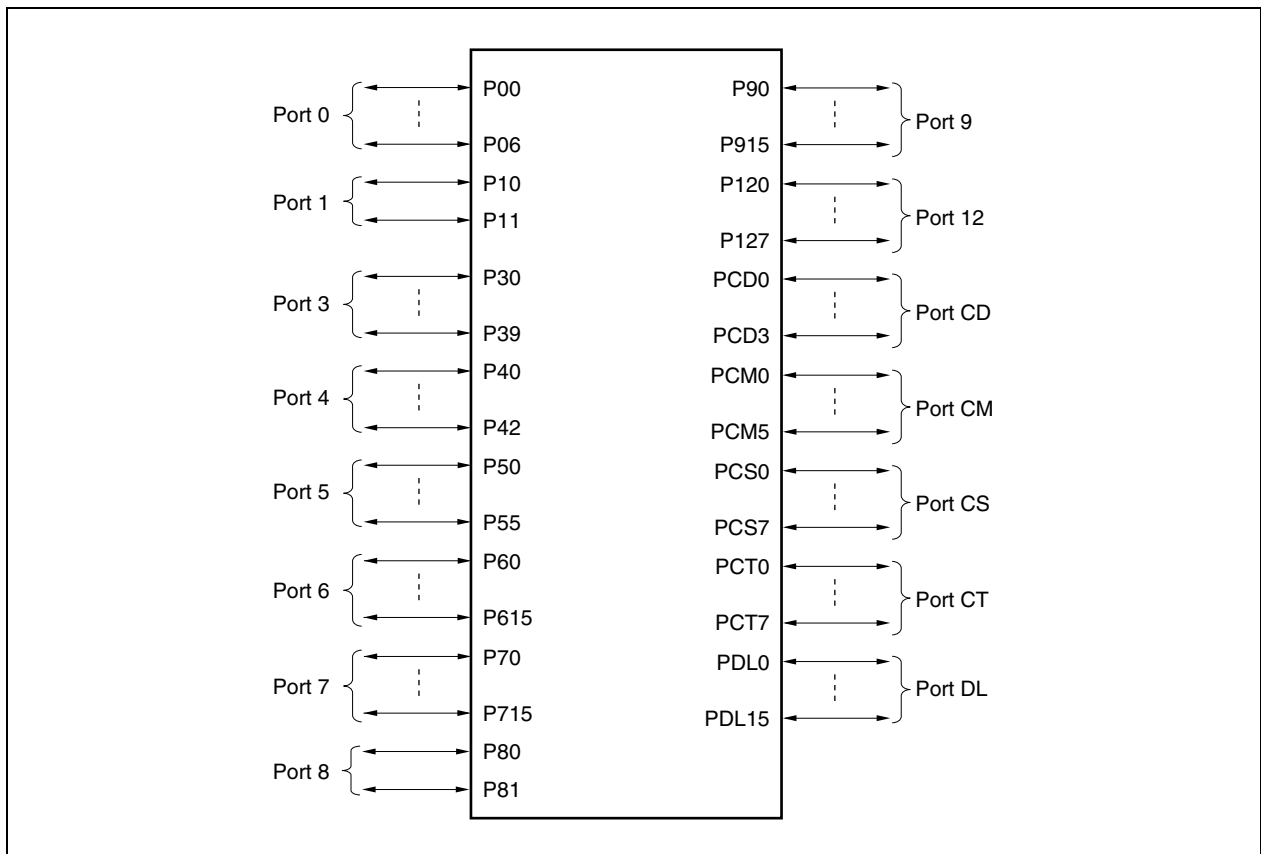 Port 0
P00
P06
Port 1
P10
P11
Port 3
P30
P39
Port 4
P40
P42
Port 5
P50
P55
Port 6
P60
P615
Port 7
P70
P715
Port 8
P80
P81
P90
P915
Port 9
P120
P127
Port 12
PCD0
PCD3
Port CD
PCM0
PCM5
Port CM
PCS0
PCS7
Port CS
PCT0
PCT7
Port CT
PDL0
PDL15
Port DL